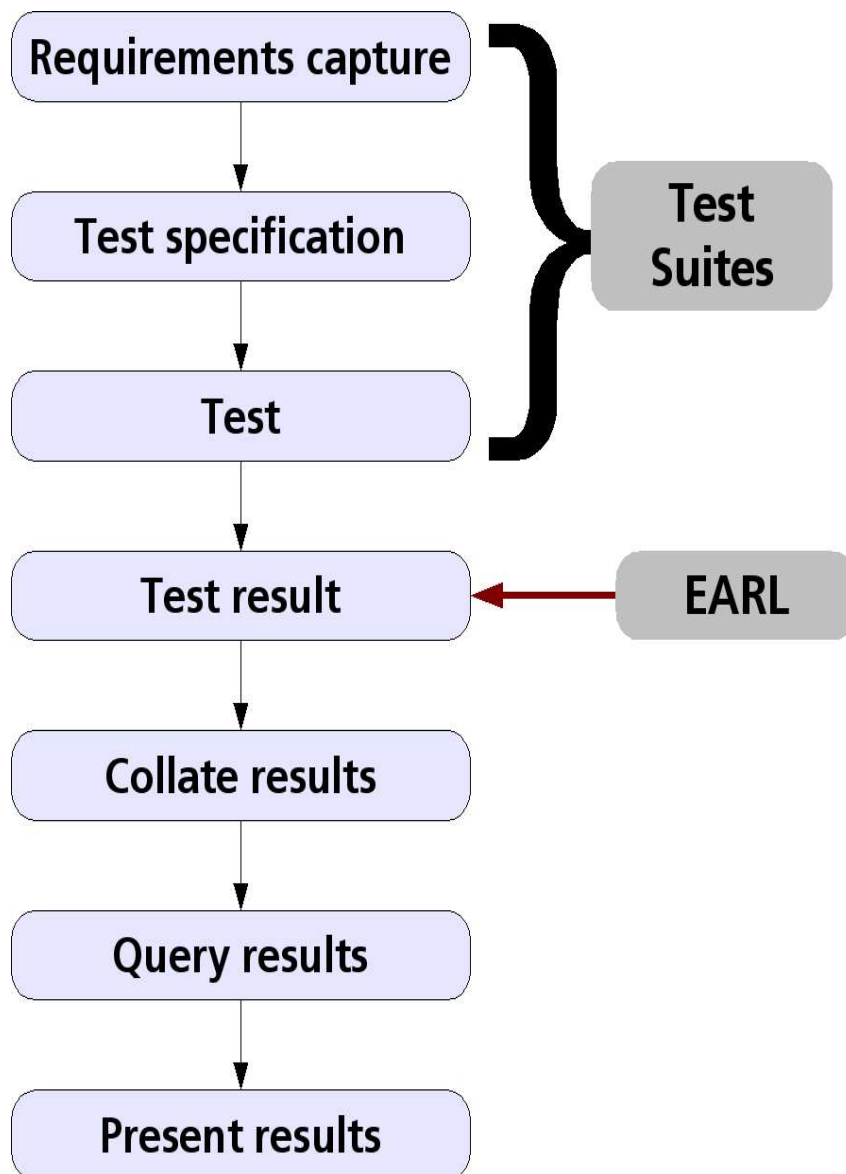 Requirements capture
Test specification
Test
Suites
Test
Test result
EARL
Collate results
Query results
Present results